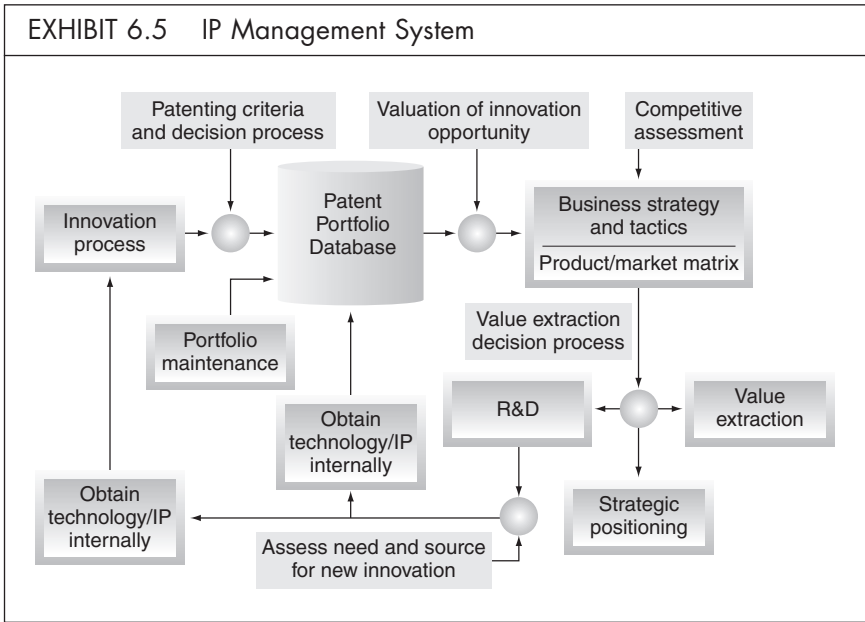 EXHIBIT 6.5 IP Management System
Patenting criteria
and decision process
Valuation of innovation
opportunity
Competitive
assessment
Innovation
process
Patent
Portfolio
Database
Business strategy
and tactics
Product/market matrix
Portfolio
maintenance
Value extraction
decision process
Obtain
technology/IP
internally
R&D
Value
extraction
Obtain
technology/IP
internally
Strategic
positioning
Assess need and source
for new innovation